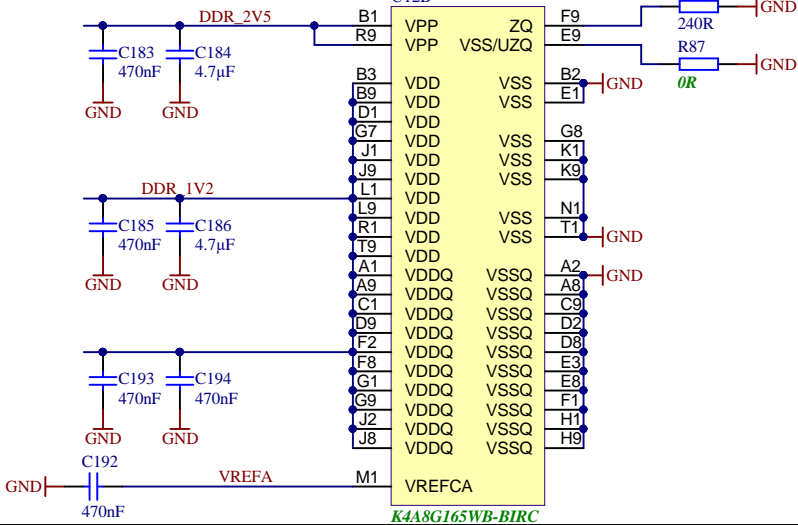 DDR_2V5 B1 VPP ZQ F9 GND
R9 VPP VSS/UZQ E9 240R
C183 C184 R87
470nF 4.7µF GND
GND GND 0R
B3 VDD VSS B2 GND
B9 VDD VSS E1
D1 VDD
G7 VDD VSS G8
J1 VDD VSS K1
J9 VDD VSS K9
DDR_1V2 L1 VDD
L9 VDD VSS N1
C185 C186
470nF 4.7µF
R1 VDD VSS T1 GND
T9 VDD
GND GND
A1 VDDQ VSSQ A2 GND
A9 VDDQ VSSQ A8
C1 VDDQ VSSQ C9
D9 VDDQ VSSQ D2
F2 VDDQ VSSQ D8
F8 VDDQ VSSQ E3
C193 C194
470nF 470nF
G1 VDDQ VSSQ E8
G9 VDDQ VSSQ F1
J2 VDDQ VSSQ H1
GND GND
J8 VDDQ VSSQ H9
C192
GND VREFA M1 VREFCA
470nF
K4A8G165WB-BIRC